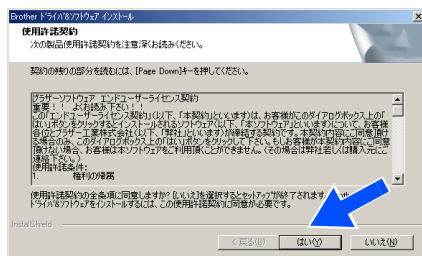 Brother ドライバ&ソフトウェア インストール
使用許諾契約
次の製品使用許諾契約を注意深くお読みください。
契約の残りの部分を読むには、[Page Down]キーを押してください。
ブラザーソフトウェア エンドユーザーライセンス契約
重要!! よくお読み下さい!!
この「エンドユーザーライセンス契約」(以下、「本契約」といいます)は、お客様がこのダイアログボックス上の「
はい」ボタンをクリックするとインストールされるソフトウェア(以下、「本ソフトウェア」といいます)について、お客様
各位とブラザー工業株式会社(以下、「弊社」といいます)が締結する契約です。本契約内容にご同意頂け
る場合のみ、このダイアログボックス上の「はい」ボタンをクリックして下さい。もしお客様が本契約内容にご同意
頂けない場合、お客様は本ソフトウェアをご利用頂くことができません。(その場合は弊社若しくは購入元にご
連絡下さい。)
使用許諾条件:
1. 権利の帰属
使用許諾契約の全条項に同意しますか? [いいえ]を選択するとセットアップが終了されます。
ドライバ&ソフトウェアをインストールするには、この使用許諾契約に同意が必要です。
InstallShield
< 戻る(B)
はい(Y)
いいえ(N)